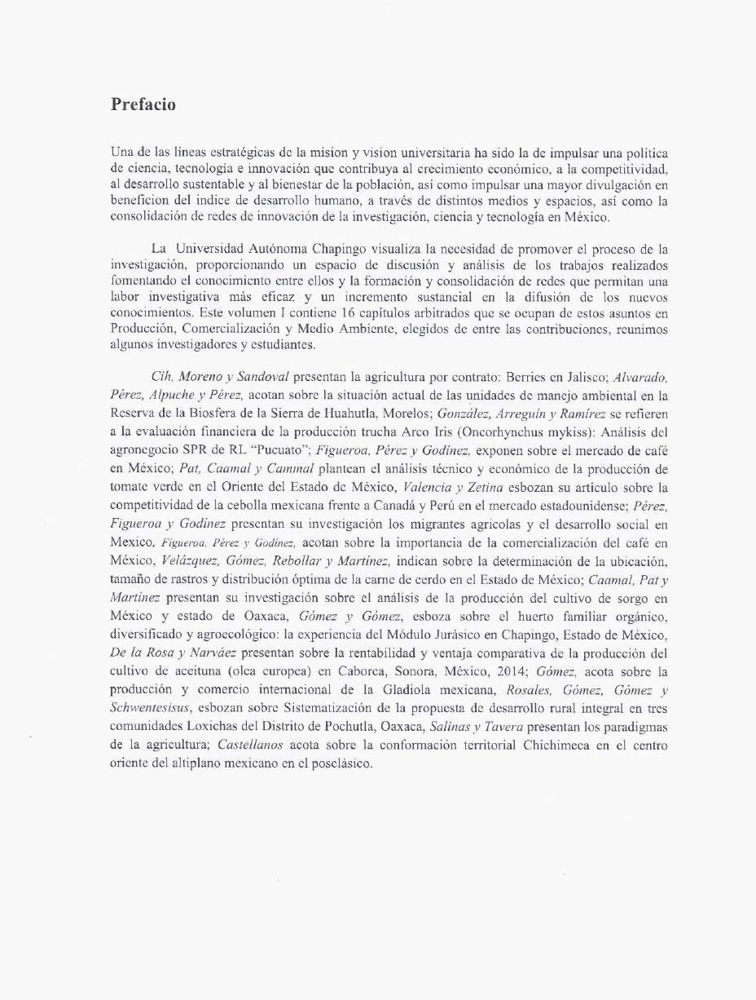 Prefacio
Una de las líneas estratégicas de la mision y vision universitaria ha sido la de impulsar una política
de ciencia, tecnología e innovación que contribuya al crecimiento económico, a la competitividad,
al desarrollo sustentable y al bienestar de la población, asi como impulsar una mayor divulgación en
beneficion del indice de desarrollo humano, a través de distintos medios y espacios, así como la
consolidación de redes de innovación de la investigación, ciencia y tecnología en México.
La Universidad Autónoma Chapingo visualiza la necesidad de promover el proceso de la
investigación, proporcionando un espacio de discusión y análisis de los trabajos realizados
fomentando el conocimiento entre ellos y la formación y consolidación de redes que permitan una
labor investigativa más eficaz y un incremento sustancial en la difusión de los nuevos
conocimientos. Este volumen I contiene 16 capítulos arbitrados que se ocupan de estos asuntos en
Producción, Comercialización y Medio Ambiente, elegidos de entre las contribuciones, reunimos
algunos investigadores y estudiantes.
Cih, Moreno y Sandoval presentan la agricultura por contrato: Berries en Jalisco; Alvarado,
Pérez, Alpuche y Pérez, acotan sobre la situación actual de las unidades de manejo ambiental en la
Reserva de la Biosfera de la Sierra de Huahutla, Morelos; González, Arreguín y Ramírez se refieren
a la evaluación financiera de la producción trucha Arco Iris (Oncorhynchus mykiss): Análisis del
agronegocio SPR de RL “Pucuato”; Figueroa, Pérez y Godínez, exponen sobre el mercado de café
en México; Pat, Caamal y Cammal plantean el análisis técnico y económico de la producción de
tomate verde en el Oriente del Estado de México, Valencia y Zetina esbozan su artículo sobre la
competitividad de la cebolla mexicana frente a Canadá y Perú en el mercado estadounidense; Pérez,
Figueroa y Godínez presentan su investigación los migrantes agricolas y el desarrollo social en
Mexico, Figueroa, Pérez y Godínez, acotan sobre la importancia de la comercialización del café en
México, Velázquez, Gómez, Rebollar y Martínez, indican sobre la determinación de la ubicación,
tamaño de rastros y distribución óptima de la carne de cerdo en el Estado de México; Caamal, Pat y
Martínez presentan su investigación sobre el análisis de la producción del cultivo de sorgo en
México y estado de Oaxaca, Gómez y Gómez, esboza sobre el huerto familiar orgánico,
diversificado y agroecológico: la experiencia del Módulo Jurásico en Chapingo, Estado de México,
De la Rosa y Narváez presentan sobre la rentabilidad y ventaja comparativa de la producción del
cultivo de aceituna (olea europea) en Caborca, Sonora, México, 2014; Gómez, acota sobre la
producción y comercio internacional de la Gladiola mexicana, Rosales, Gómez, Gómez y
Schwentesisus, esbozan sobre Sistematización de la propuesta de desarrollo rural integral en tres
comunidades Loxichas del Distrito de Pochutla, Oaxaca, Salinas y Tavera presentan los paradigmas
de la agricultura; Castellanos acota sobre la conformación territorial Chichimeca en el centro
oriente del altiplano mexicano en el posclásico.